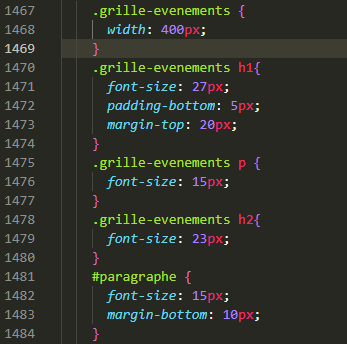 1467 .grille-evenements {
1468 width: 400px;
1469 }
1470 .grille-evenements h1{
1471 font-size: 27px;
1472 padding-bottom: 5px;
1473 margin-top: 20px;
1474 }
1475 .grille-evenements p {
1476 font-size: 15px;
1477 }
1478 .grille-evenements h2{
1479 font-size: 23px;
1480 }
1481 #paragraphe {
1482 font-size: 15px;
1483 margin-bottom: 10px;
1484 }